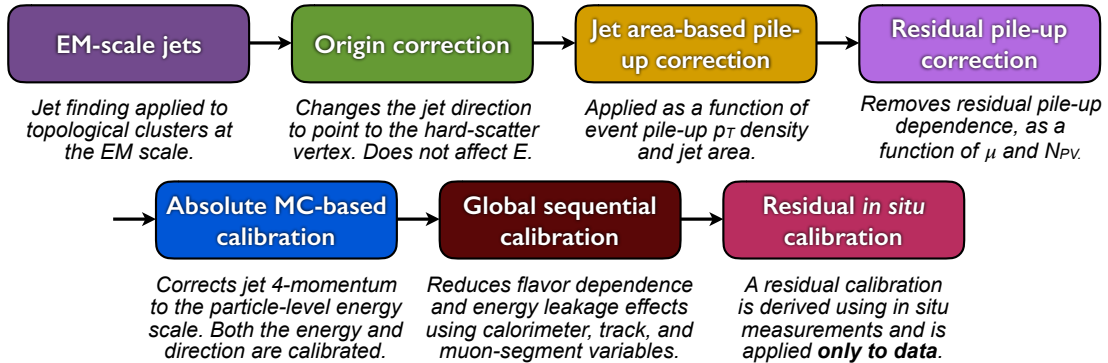 EM-scale jets
Jet finding applied to
topological clusters at
the EM scale.
Origin correction
Changes the jet direction
to point to the hard-scatter
vertex. Does not affect E.
Jet area-based pile-
up correction
Applied as a function of
event pile-up pT density
and jet area.
Residual pile-up
correction
Removes residual pile-up
dependence, as a
function of μ and NPV.
Absolute MC-based
calibration
Corrects jet 4-momentum
to the particle-level energy
scale. Both the energy and
direction are calibrated.
Global sequential
calibration
Reduces flavor dependence
and energy leakage effects
using calorimeter, track, and
muon-segment variables.
Residual in situ
calibration
A residual calibration
is derived using in situ
measurements and is
applied only to data.